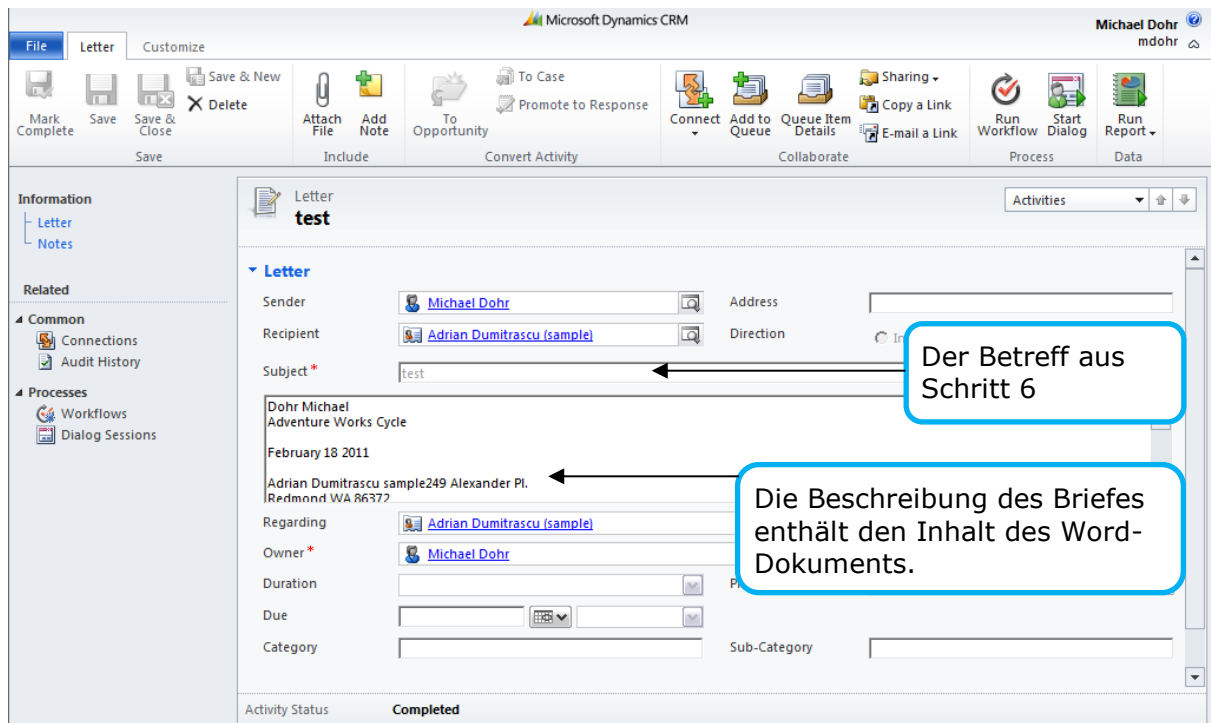 Microsoft Dynamics CRM
Michael Dohr
mdohr
File Letter Customize
Mark Complete
Save
Save & Close
Save & New
Delete
Save
Attach File
Add Note
Include
To Opportunity
To Case
Promote to Response
Convert Activity
Connect
Add to Queue
Queue Item Details
Sharing
Copy a Link
E-mail a Link
Collaborate
Run Workflow
Start Dialog
Process
Run Report
Data
Information
Letter
Notes
Related
Common
Connections
Audit History
Processes
Workflows
Dialog Sessions
Letter
test
Activities
Letter
Sender Michael Dohr Address
Recipient Adrian Dumitrascu (sample) Direction
Subject * test
Der Betreff aus
Schritt 6
Dohr Michael
Adventure Works Cycle
February 18 2011
Adrian Dumitrascu sample249 Alexander Pl.
Redmond WA 86372
Die Beschreibung des Briefes
enthält den Inhalt des Word-
Dokuments.
Regarding Adrian Dumitrascu (sample)
Owner * Michael Dohr
Duration
Due
Category Sub-Category
Activity Status Completed